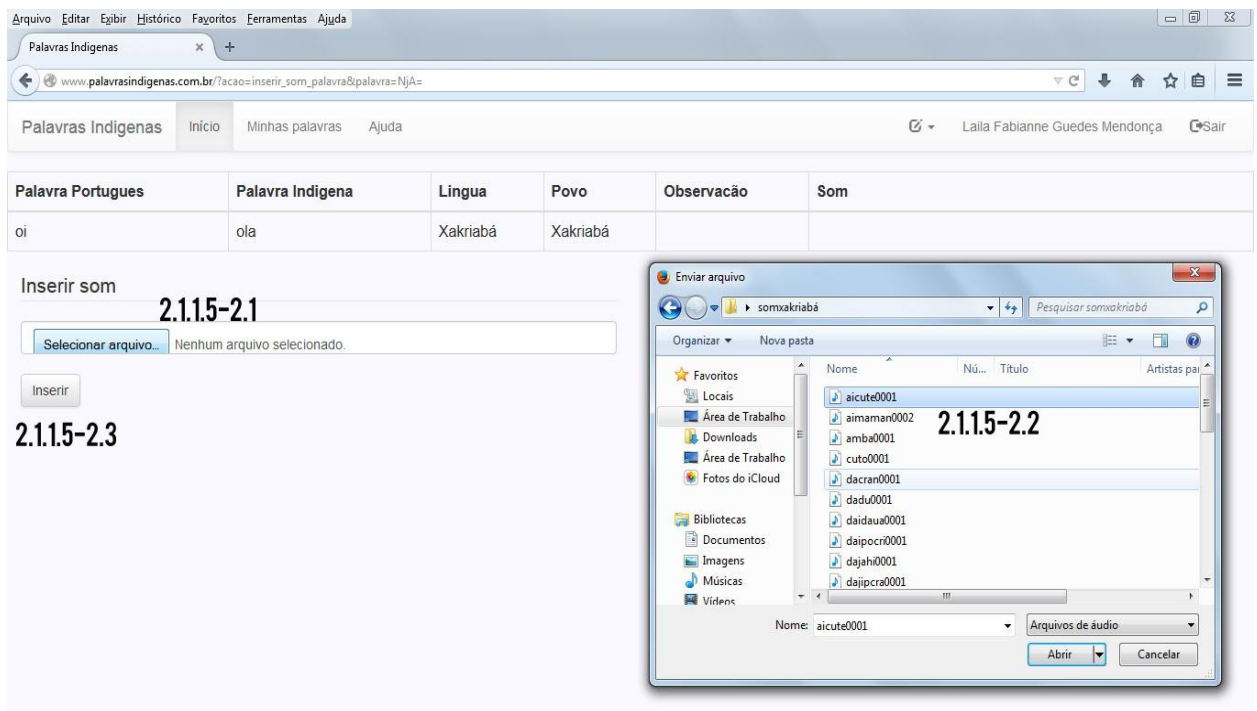 Arquivo Editar Exibir Histórico Favoritos Ferramentas Ajuda
Palavras Indigenas
www.palavrasindigenas.com.br/?acao=inserir_som_palavra&palavra=NjA=
Palavras Indigenas Início Minhas palavras Ajuda Laila Fabianne Guedes Mendonça Sair
Palavra Portugues Palavra Indigena Lingua Povo Observacão Som
oi ola Xakriabá Xakriabá
Inserir som
2.1.1.5-2.1
Selecionar arquivo... Nenhum arquivo selecionado.
Inserir
2.1.1.5-2.3
Enviar arquivo
somxakriabá Pesquisar somxakriabá
Organizar Nova pasta
Favoritos
Locais
Área de Trabalho
Downloads
Área de Trabalho
Fotos do iCloud
Bibliotecas
Documentos
Imagens
Músicas
Vídeos
Nome Nú... Título Artistas par
aicute0001
aimaman0002
amba0001
cuto0001
dacran0001
dadu0001
daidaua0001
daipocri0001
dajahi0001
dajipcra0001
2.1.1.5-2.2
Nome: aicute0001 Arquivos de áudio
Abrir Cancelar